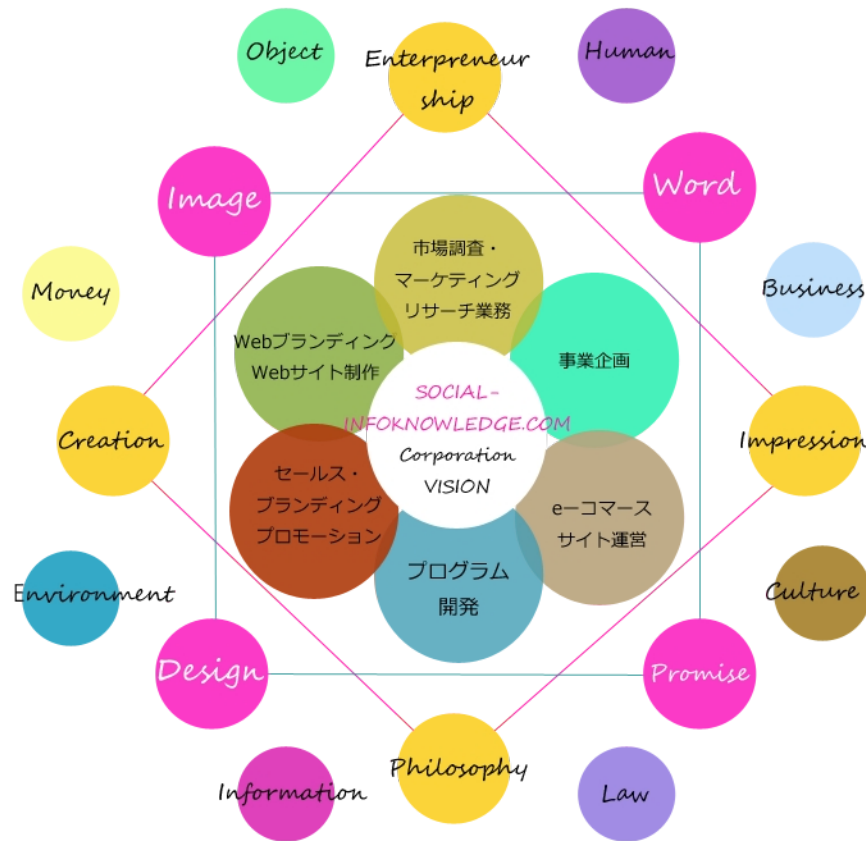 Object
Enterpreneur
ship
Human
Image
Word
市場調査・
マーケティング
リサーチ業務
Money
Business
Webブランディング
Webサイト制作
事業企画
SOCIAL-
INFOKNOWLEDGE.COM
Corporation
VISION
Creation
Impression
セールス・
ブランディング
プロモーション
eーコマース
サイト運営
プログラム
開発
Environment
Culture
Design
Promise
Philosophy
Information
Law